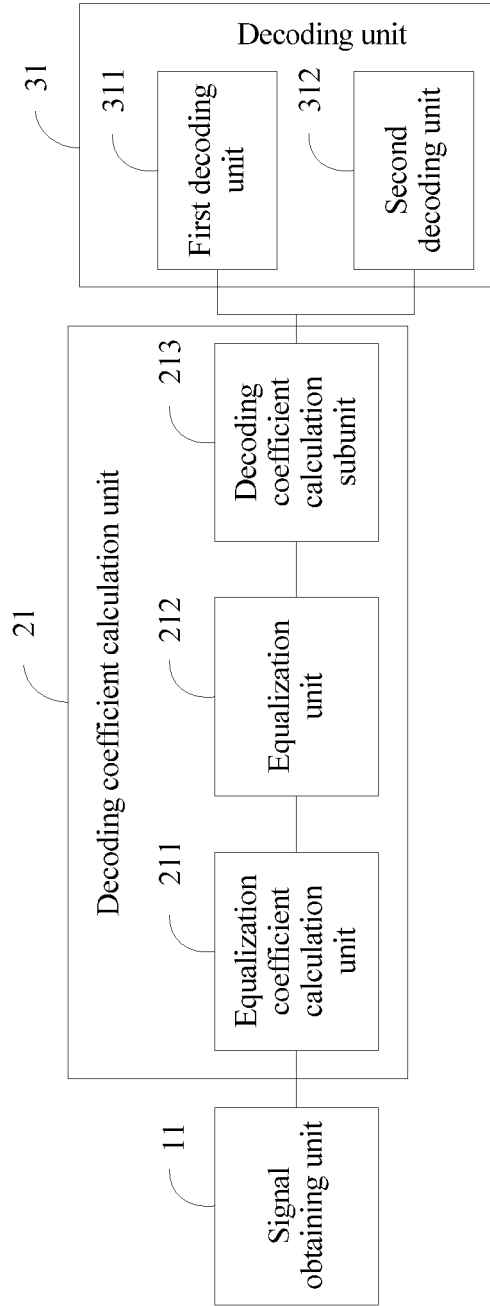 11
Signal
obtaining unit
21
Decoding coefficient calculation unit
211
Equalization
coefficient
calculation
unit
212
Equalization
unit
213
Decoding
coefficient
calculation
subunit
31
Decoding unit
311
First decoding
unit
312
Second
decoding unit